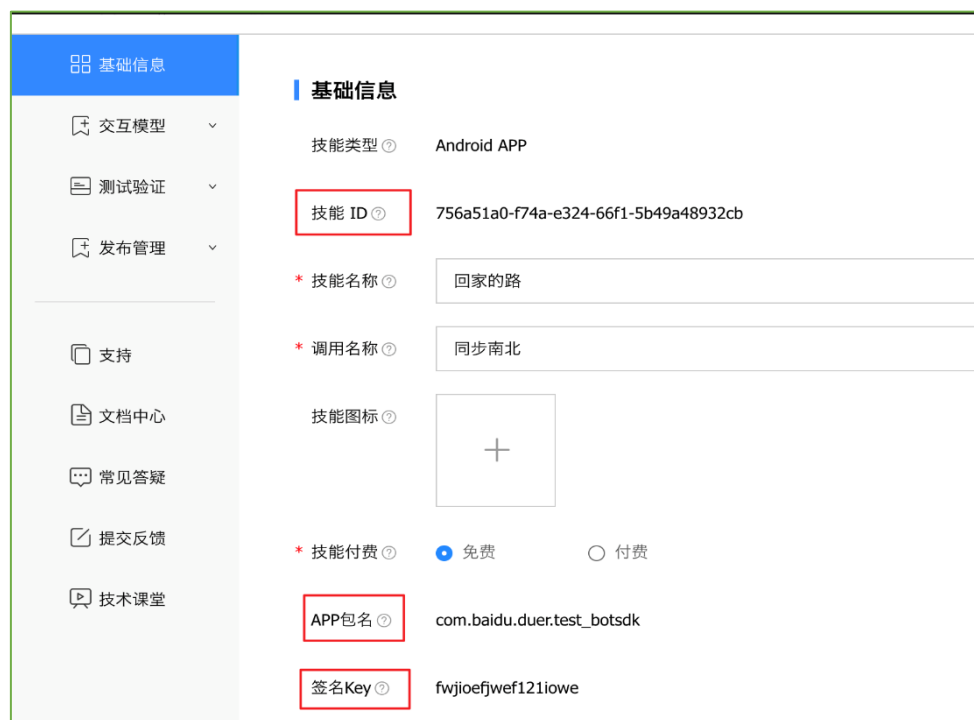 基础信息
交互模型
测试验证
发布管理
支持
文档中心
常见答疑
提交反馈
技术课堂
基础信息
技能类型 Android APP
技能 ID 756a51a0-f74a-e324-66f1-5b49a48932cb
* 技能名称 回家的路
* 调用名称 同步南北
技能图标
* 技能付费 免费 付费
APP包名 com.baidu.duer.test_botsdk
签名Key fwjioefjwef121iowe